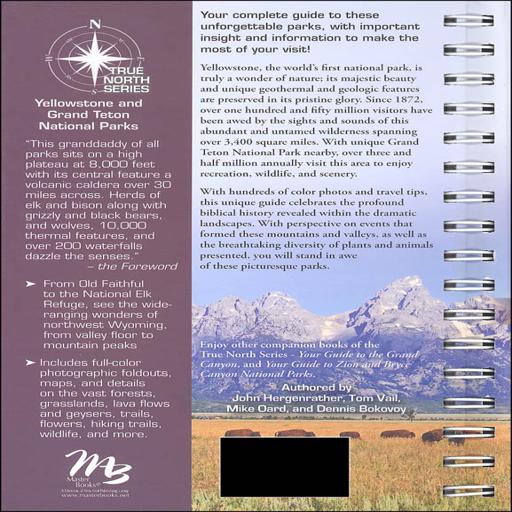 N
TRUE
NORTH
SERIES
Yellowstone and
Grand Teton
National Parks
"This granddaddy of all
parks sits on a high
plateau at 8,000 feet
with its central feature a
volcanic caldera over 30
miles across. Herds of
elk and bison along with
grizzly and black bears,
and wolves, 10,000
thermal features, and
over 200 waterfalls
dazzle the senses."
– the Foreword
➤ From Old Faithful
to the National Elk
Refuge, see the wide-
ranging wonders of
northwest Wyoming,
from valley floor to
mountain peaks
➤ Includes full-color
photographic foldouts,
maps, and details
on the vast forests,
grasslands, lava flows
and geysers, trails,
flowers, hiking trails,
wildlife, and more.
MB
Master
Books®
www.masterbooks.net
Your complete guide to these
unforgettable parks, with important
insight and information to make the
most of your visit!
Yellowstone, the world's first national park, is
truly a wonder of nature; its majestic beauty
and unique geothermal and geologic features
are preserved in its pristine glory. Since 1872,
over one hundred and fifty million visitors have
been awed by the sights and sounds of this
abundant and untamed wilderness spanning
over 3,400 square miles. With unique Grand
Teton National Park nearby, over three and
half million annually visit this area to enjoy
recreation, wildlife, and scenery.
With hundreds of color photos and travel tips,
this unique guide celebrates the profound
biblical history revealed within the dramatic
landscapes. With perspective on events that
formed these mountains and valleys, as well as
the breathtaking diversity of plants and animals
presented, you will stand in awe
of these picturesque parks.
Enjoy other companion books of the
True North Series - Your Guide to the Grand
Canyon, and Your Guide to Zion and Bryce
Canyon National Parks.
Authored by
John Hergenrather, Tom Vail,
Mike Oard, and Dennis Bokovoy